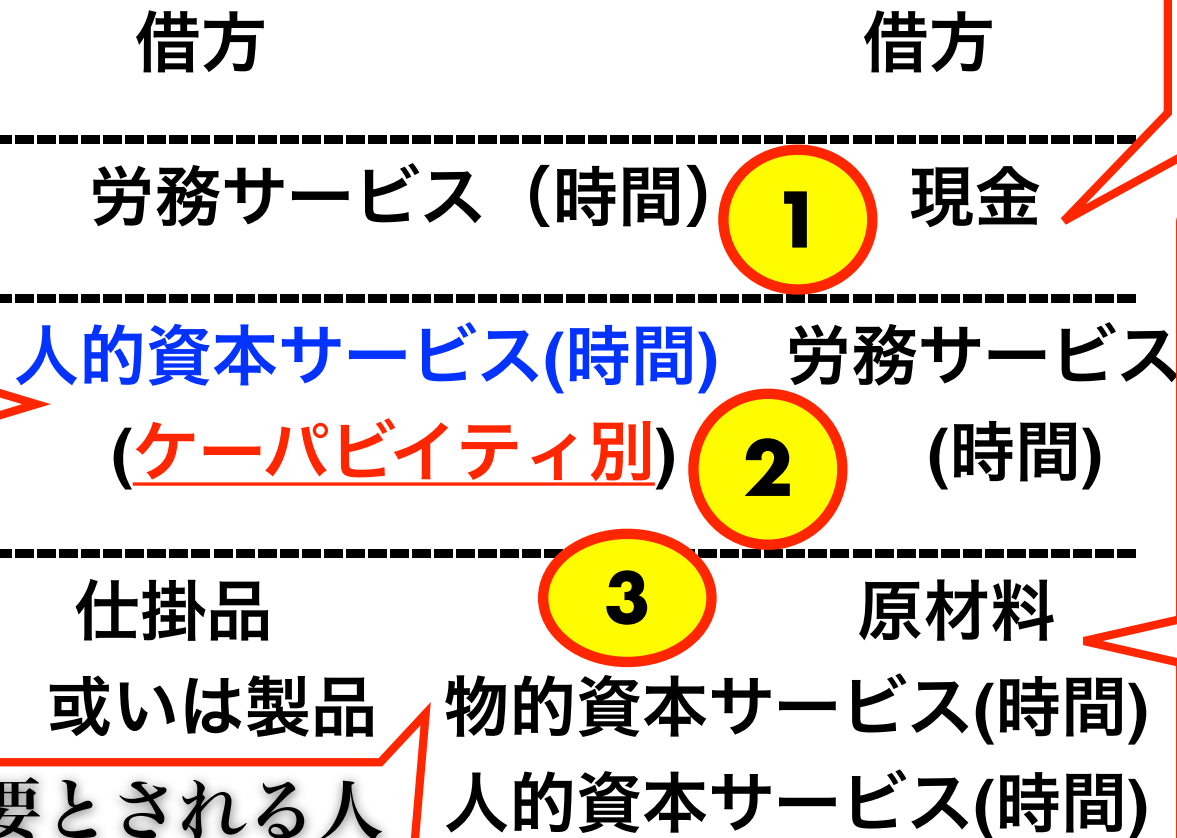 借方 借方
労務サービス（時間） 1 現金
人的資本サービス(時間) 労務サービス
(ケーパビイティ別) 2 (時間)
仕掛品 3 原材料
或いは製品 物的資本サービス(時間)
要とされる人 人的資本サービス(時間)